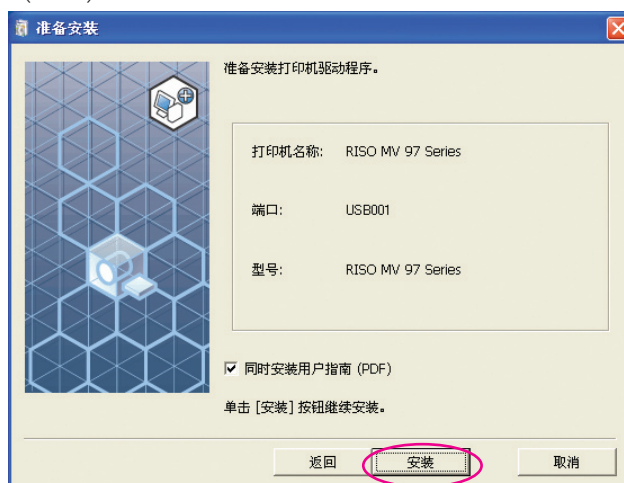 准备安装
准备安装打印机驱动程序。
打印机名称: RISO MV 97 Series
端口: USB001
型号: RISO MV 97 Series
同时安装用户指南 (PDF)
单击 [安装] 按钮继续安装。
返回 安装 取消